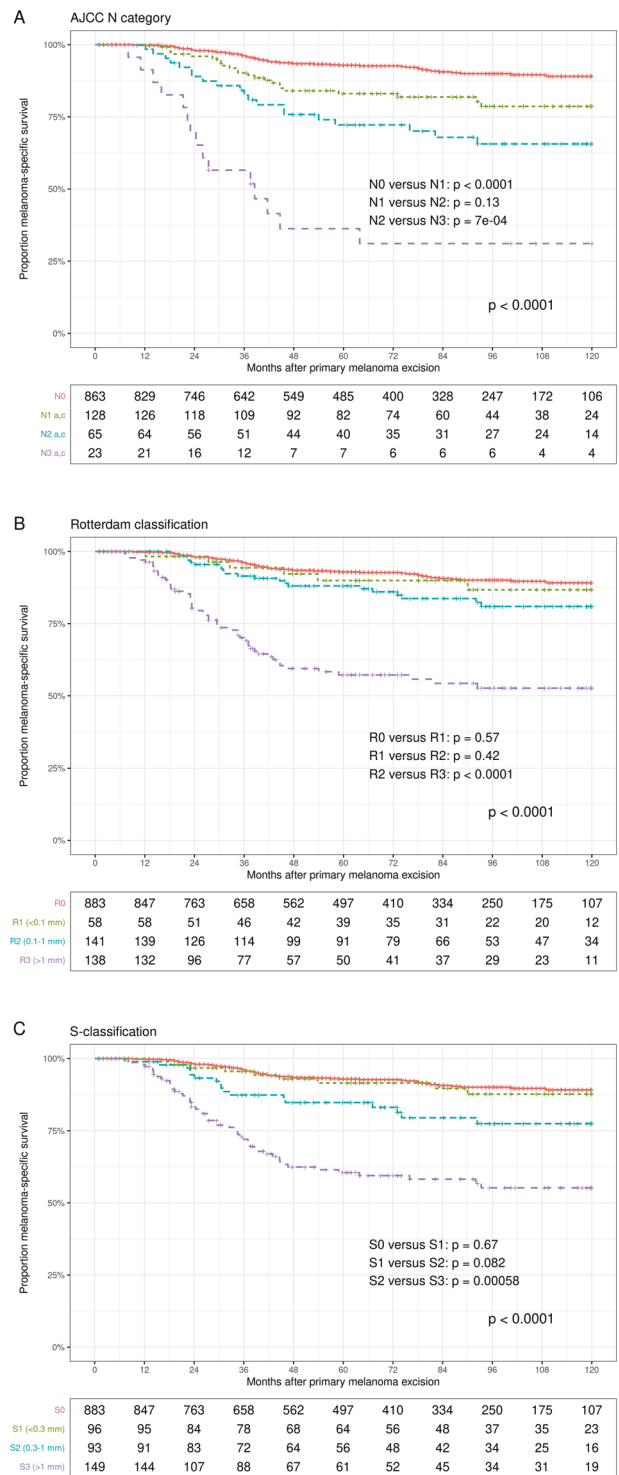 A
AJCC N category
Proportion melanoma-specific survival
100%
75%
50%
25%
0%
N0 versus N1: p < 0.0001
N1 versus N2: p = 0.13
N2 versus N3: p = 7e-04
p < 0.0001
0 12 24 36 48 60 72 84 96 108 120
Months after primary melanoma excision
N0 863 829 746 642 549 485 400 328 247 172 106
N1 a,c 128 126 118 109 92 82 74 60 44 38 24
N2 a,c 65 64 56 51 44 40 35 31 27 24 14
N3 a,c 23 21 16 12 7 7 6 6 6 4 4
B
Rotterdam classification
Proportion melanoma-specific survival
100%
75%
50%
25%
0%
R0 versus R1: p = 0.57
R1 versus R2: p = 0.42
R2 versus R3: p < 0.0001
p < 0.0001
0 12 24 36 48 60 72 84 96 108 120
Months after primary melanoma excision
R0 883 847 763 658 562 497 410 334 250 175 107
R1 (<0.1 mm) 58 58 51 46 42 39 35 31 22 20 12
R2 (0.1-1 mm) 141 139 126 114 99 91 79 66 53 47 34
R3 (>1 mm) 138 132 96 77 57 50 41 37 29 23 11
C
S-classification
Proportion melanoma-specific survival
100%
75%
50%
25%
0%
S0 versus S1: p = 0.67
S1 versus S2: p = 0.082
S2 versus S3: p = 0.00058
p < 0.0001
0 12 24 36 48 60 72 84 96 108 120
Months after primary melanoma excision
S0 883 847 763 658 562 497 410 334 250 175 107
S1 (<0.3 mm) 96 95 84 78 68 64 56 48 37 35 23
S2 (0.3-1 mm) 93 91 83 72 64 56 48 42 34 25 16
S3 (>1 mm) 149 144 107 88 67 61 52 45 34 31 19